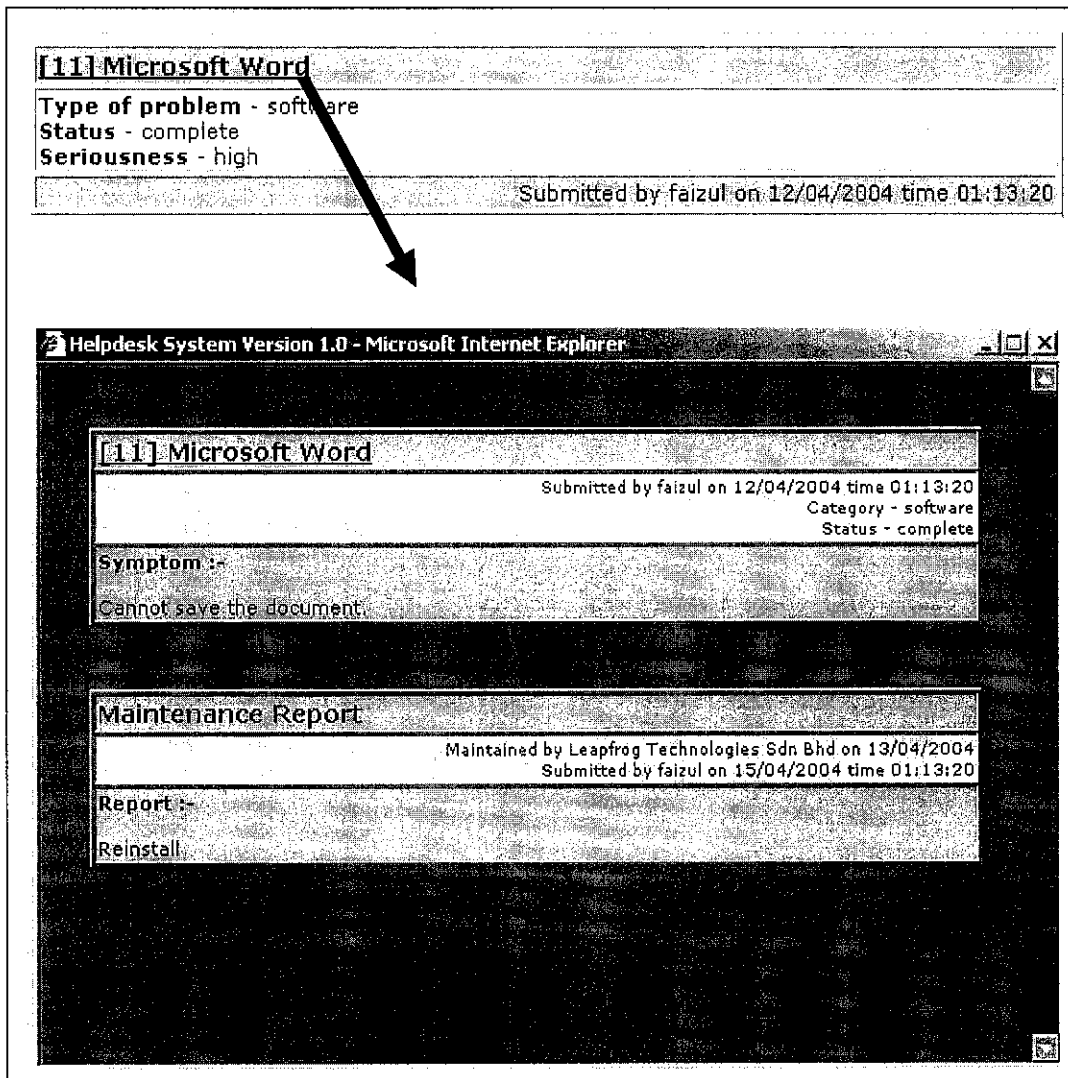 [11] Microsoft Word
Type of problem - software
Status - complete
Seriousness - high
Submitted by faizul on 12/04/2004 time 01:13:20
Helpdesk System Version 1.0 - Microsoft Internet Explorer
[11] Microsoft Word
Submitted by faizul on 12/04/2004 time 01:13:20
Category - software
Status - complete
Symptom :-
Cannot save the document.
Maintenance Report
Maintained by Leapfrog Technologies Sdn Bhd on 13/04/2004
Submitted by faizul on 15/04/2004 time 01:13:20
Report :-
Reinstall